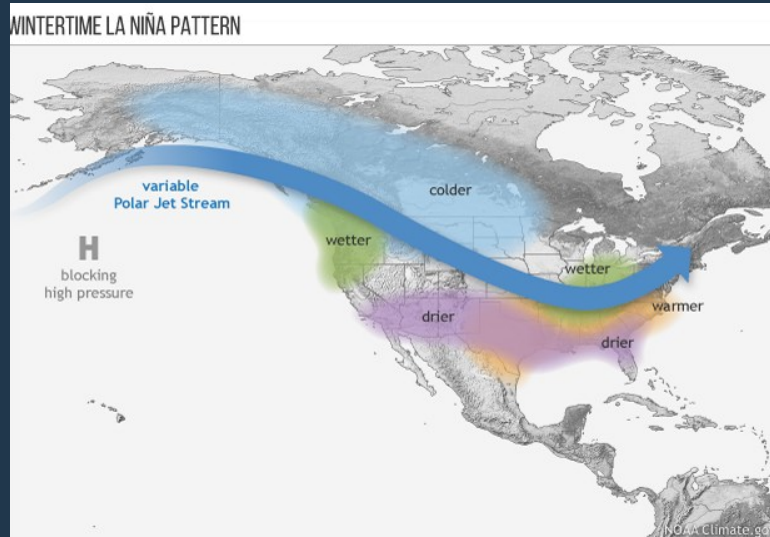 WINTERTIME LA NIÑA PATTERN
variable
Polar Jet Stream
colder
H
blocking
high pressure
wetter
wetter
warmer
drier
drier
NOAA Climate.go